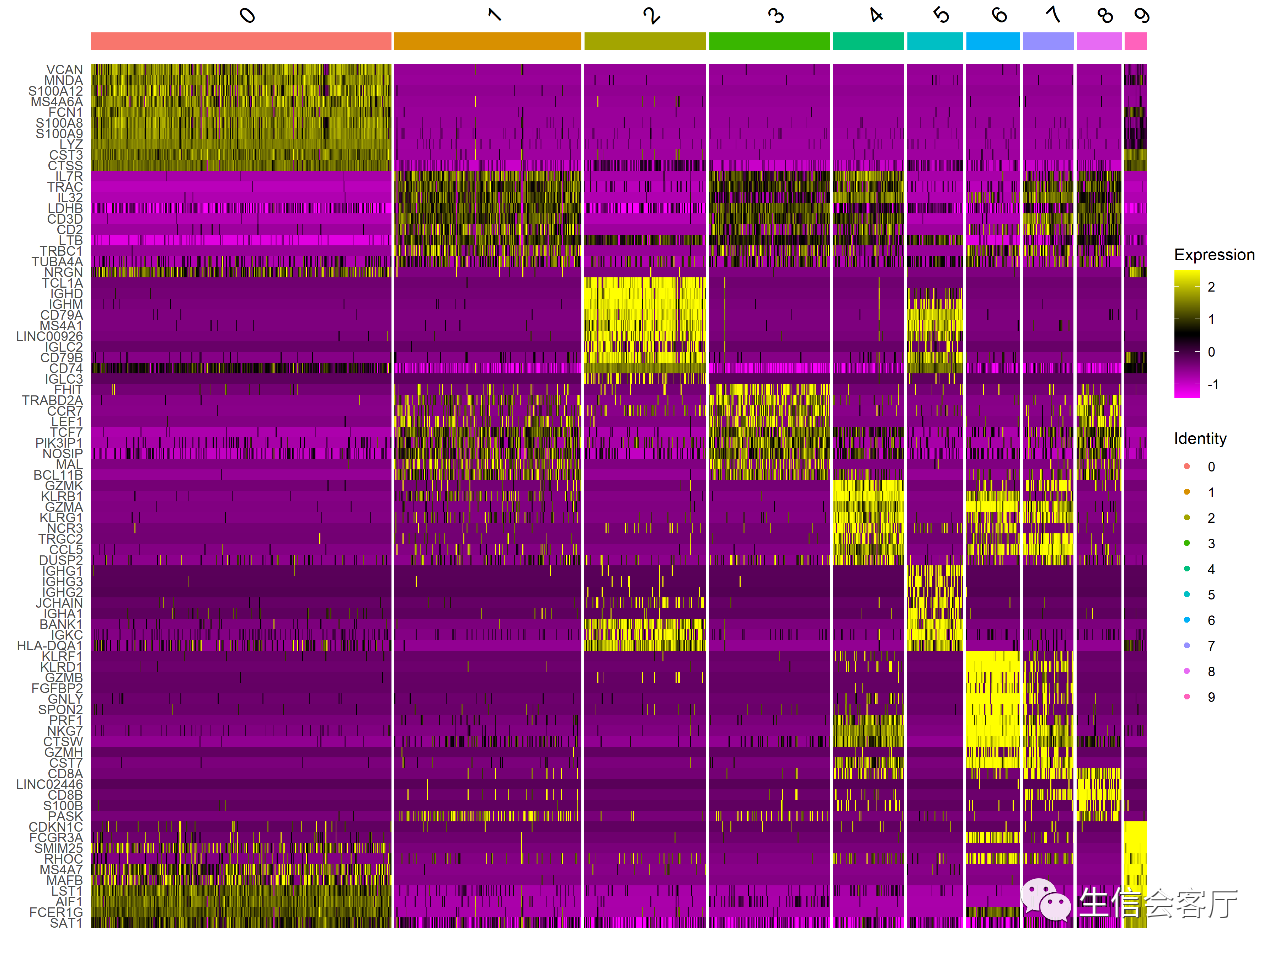 0 1 2 3 4 5 6 7 8 9
VCAN
MNDA
S100A12
MS4A6A
FCN1
S100A8
S100A9
LYZ
CST3
CTSS
IL7R
TRAC
IL32
LDHB
CD3D
CD2
LTB
TRBC1
TUBA4A
NRGN
TCL1A
IGHD
IGHM
CD79A
MS4A1
LINC00926
IGLC2
CD79B
CD74
IGLC3
FHIT
TRABD2A
CCR7
LEF1
TCF7
PIK3IP1
NOSIP
MAL
BCL11B
GZMK
KLRB1
GZMA
KLRG1
NCR3
TRGC2
CCL5
DUSP2
IGHG1
IGHG3
IGHG2
JCHAIN
IGHA1
BANK1
IGKC
HLA-DQA1
KLRF1
KLRD1
GZMB
FGFBP2
GNLY
SPON2
PRF1
NKG7
CTSW
GZMH
CST7
CD8A
LINC02446
CD8B
S100B
PASK
CDKN1C
FCGR3A
SMIM25
RHOC
MS4A7
MAFB
LST1
AIF1
FCER1G
SAT1
Expression
2
1
0
-1
Identity
0
1
2
3
4
5
6
7
8
9
生信会客厅